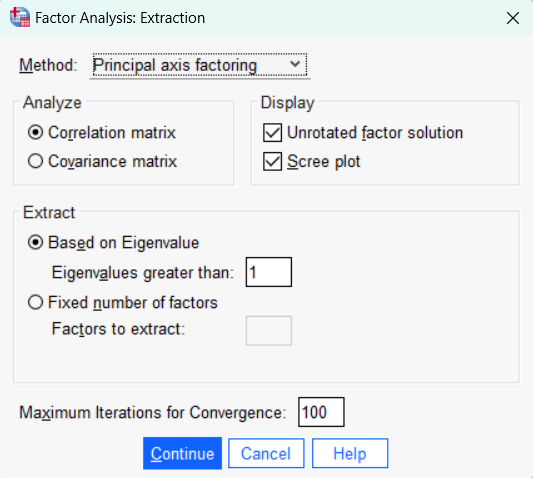 Factor Analysis: Extraction
Method: Principal axis factoring
Analyze
Correlation matrix
Covariance matrix
Display
Unrotated factor solution
Scree plot
Extract
Based on Eigenvalue
Eigenvalues greater than: 1
Fixed number of factors
Factors to extract:
Maximum Iterations for Convergence: 100
Continue Cancel Help